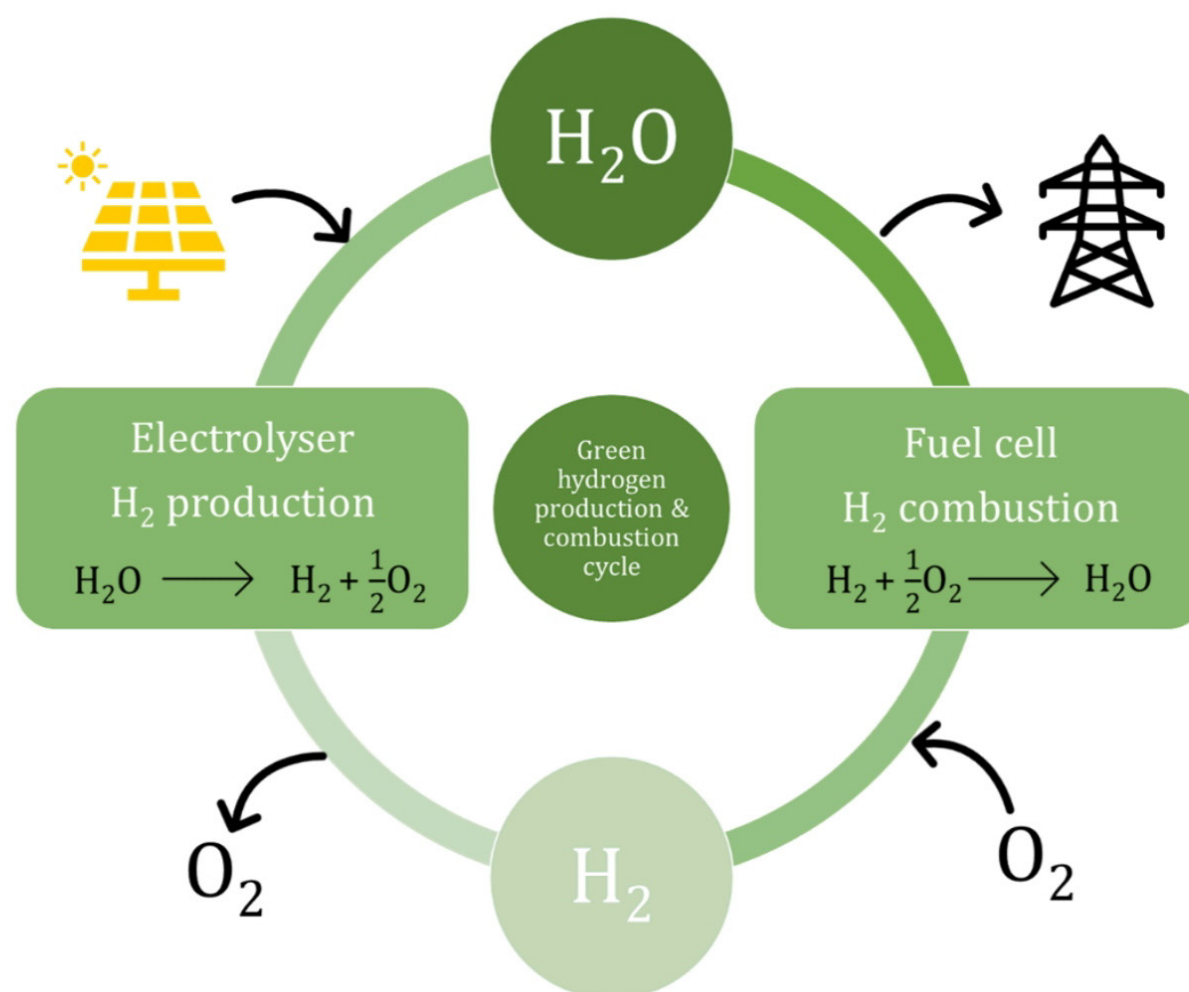 H₂O
Electrolyser
H₂ production
H₂O ⟶ H₂ + ½O₂
Green
hydrogen
production &
combustion
cycle
Fuel cell
H₂ combustion
H₂ + ½O₂ ⟶ H₂O
O₂
H₂
O₂